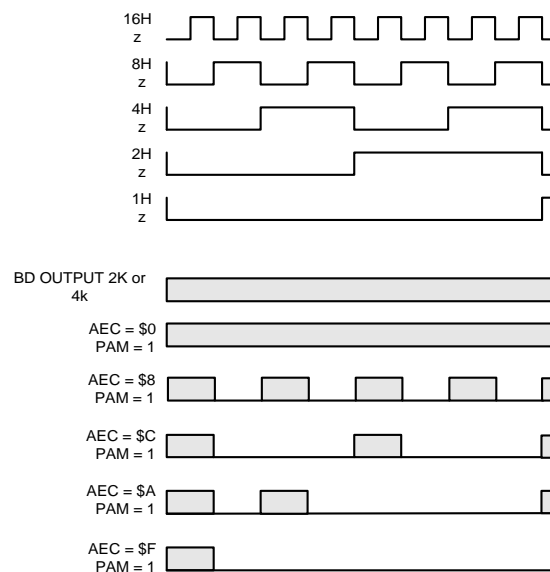 16H
z
8H
z
4H
z
2H
z
1H
z
BD OUTPUT 2K or
4k
AEC = $0
PAM = 1
AEC = $8
PAM = 1
AEC = $C
PAM = 1
AEC = $A
PAM = 1
AEC = $F
PAM = 1